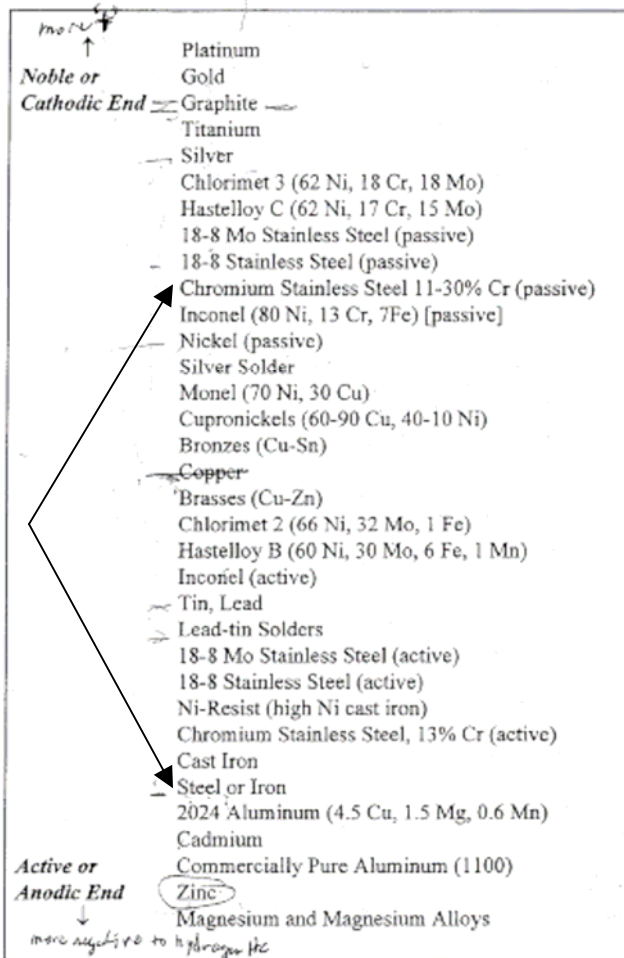 more +
Platinum
Noble or Gold
Cathodic End Graphite
Titanium
Silver
Chlorimet 3 (62 Ni, 18 Cr, 18 Mo)
Hastelloy C (62 Ni, 17 Cr, 15 Mo)
18-8 Mo Stainless Steel (passive)
18-8 Stainless Steel (passive)
Chromium Stainless Steel 11-30% Cr (passive)
Inconel (80 Ni, 13 Cr, 7Fe) [passive]
Nickel (passive)
Silver Solder
Monel (70 Ni, 30 Cu)
Cupronickels (60-90 Cu, 40-10 Ni)
Bronzes (Cu-Sn)
Copper
Brasses (Cu-Zn)
Chlorimet 2 (66 Ni, 32 Mo, 1 Fe)
Hastelloy B (60 Ni, 30 Mo, 6 Fe, 1 Mn)
Inconel (active)
Tin, Lead
Lead-tin Solders
18-8 Mo Stainless Steel (active)
18-8 Stainless Steel (active)
Ni-Resist (high Ni cast iron)
Chromium Stainless Steel, 13% Cr (active)
Cast Iron
Steel or Iron
2024 Aluminum (4.5 Cu, 1.5 Mg, 0.6 Mn)
Cadmium
Active or Commercially Pure Aluminum (1100)
Anodic End Zinc
Magnesium and Magnesium Alloys
more negative to